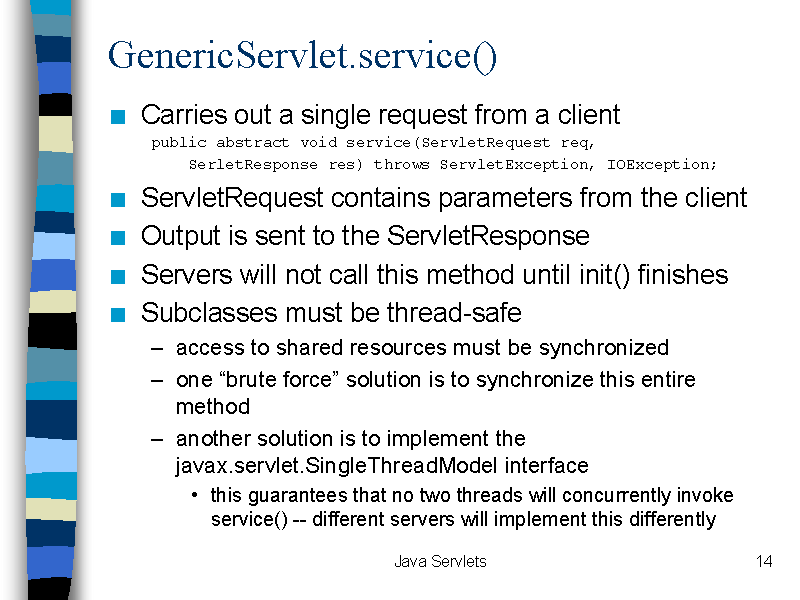 GenericServlet.service()
Carries out a single request from a client
public abstract void service(ServletRequest req,
SerletResponse res) throws ServletException, IOException;
ServletRequest contains parameters from the client
Output is sent to the ServletResponse
Servers will not call this method until init() finishes
Subclasses must be thread-safe
– access to shared resources must be synchronized
– one “brute force” solution is to synchronize this entire
method
– another solution is to implement the
javax.servlet.SingleThreadModel interface
• this guarantees that no two threads will concurrently invoke
service() -- different servers will implement this differently
Java Servlets
14